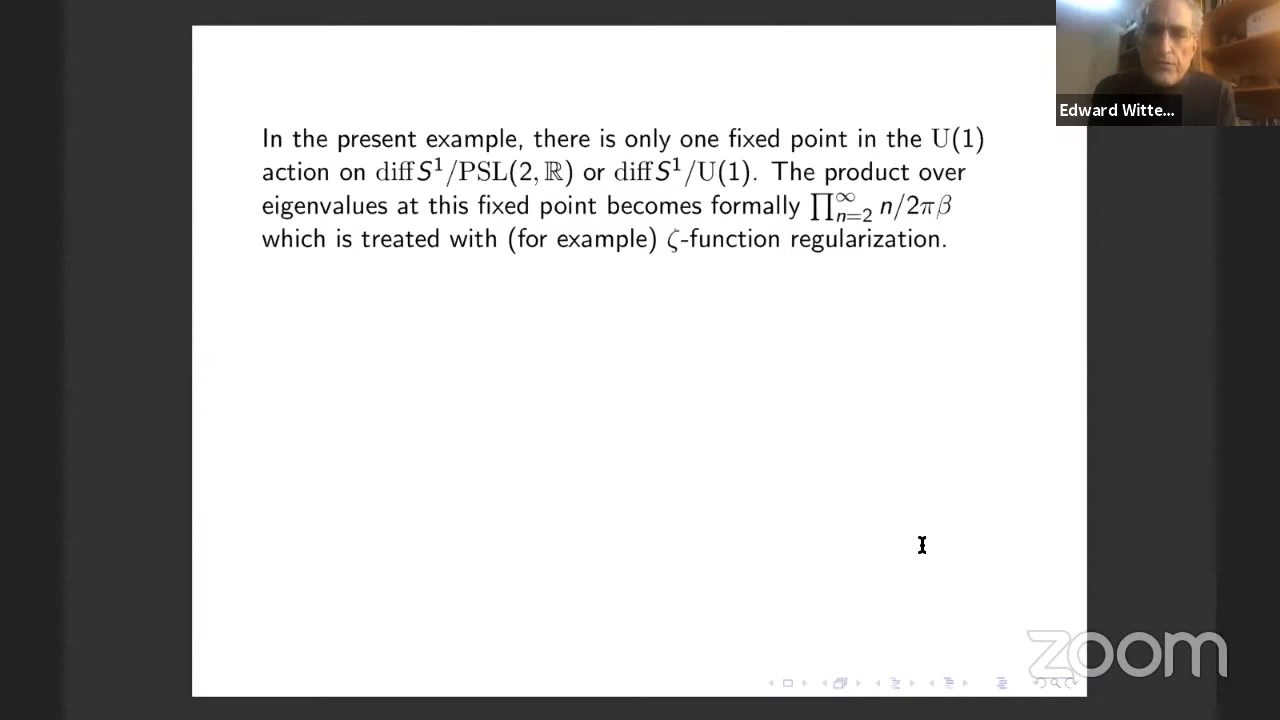 Edward Witte...
In the present example, there is only one fixed point in the U(1)
action on diff S¹/PSL(2, ℝ) or diff S¹/U(1). The product over
eigenvalues at this fixed point becomes formally ∏_{n=2}^{∞} n/2πβ
which is treated with (for example) ζ-function regularization.
zoom